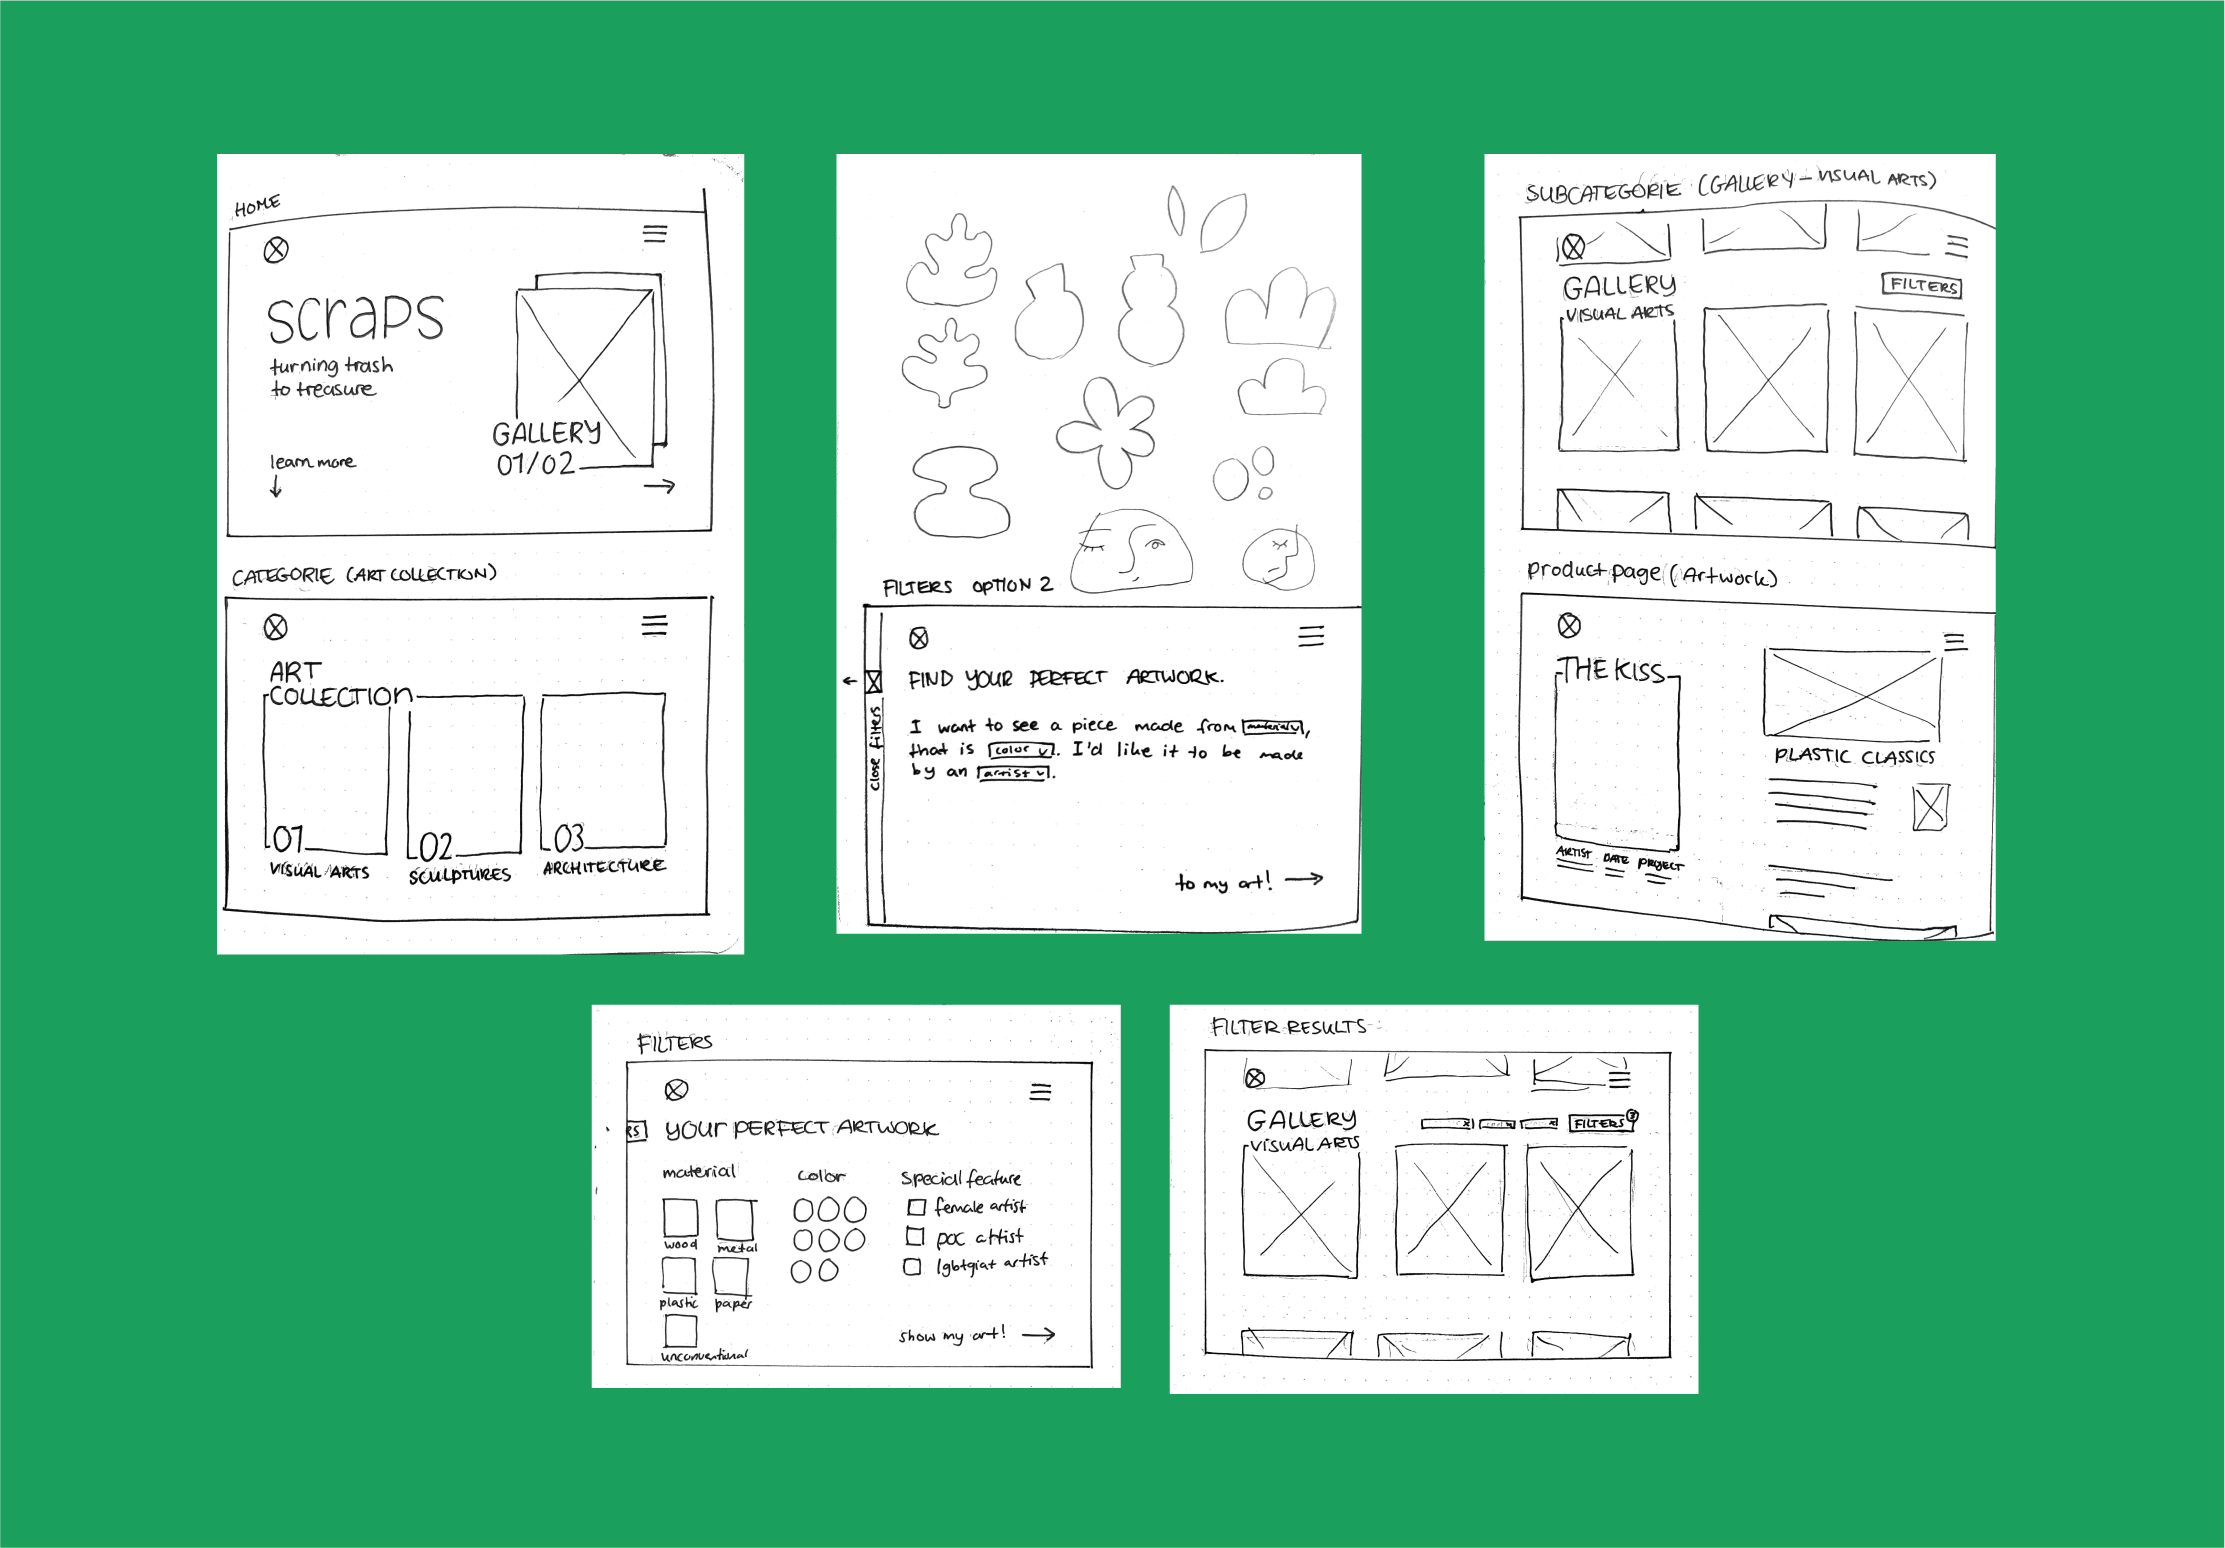 HOME
scraps
turning trash
to treasure
learn more
GALLERY
01/02
CATEGORIE (ART COLLECTION)
ART
COLLECTION
01
VISUAL ARTS
02
SCULPTURES
03
ARCHITECTURE
FILTERS OPTION 2
close filters
FIND YOUR PERFECT ARTWORK.
I want to see a piece made from material,
that is color. I'd like it to be made
by an artist.
to my art!
SUBCATEGORIE (GALLERY - VISUAL ARTS)
GALLERY
VISUAL ARTS
FILTERS
product page (Artwork)
THE KISS
ARTIST DATE PROJECT
PLASTIC CLASSICS
FILTERS
RS
YOUR PERFECT ARTWORK
material
wood metal
plastic paper
unconventional
color
Special feature
female artist
poc artist
lgbtqiat artist
show my art!
FILTER RESULTS
GALLERY
VISUAL ARTS
FILTERS
3